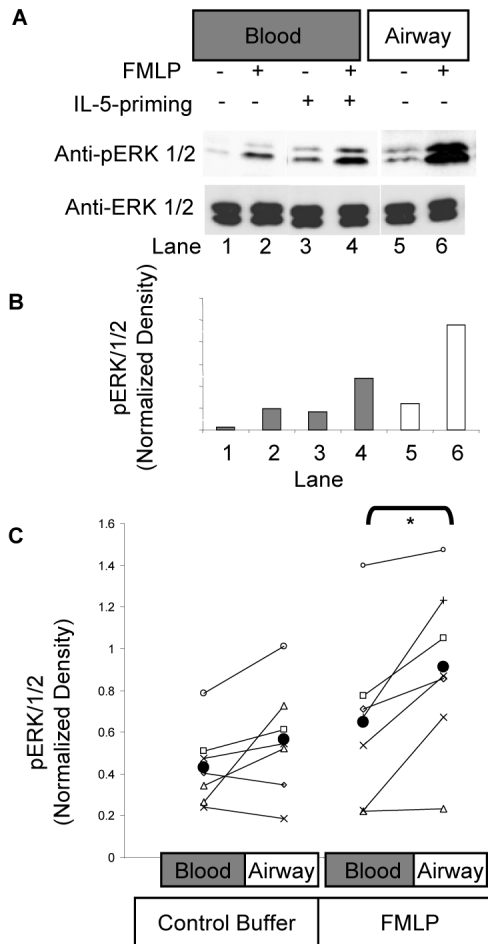 A
Blood Airway
FMLP - + - + - +
IL-5-priming - - + + - -
Anti-pERK 1/2
Anti-ERK 1/2
Lane 1 2 3 4 5 6
B
pERK/1/2
(Normalized Density)
1 2 3 4 5 6
Lane
C
pERK/1/2
(Normalized Density)
1.6
1.4
1.2
1
0.8
0.6
0.4
0.2
0
*
Blood Airway Blood Airway
Control Buffer FMLP